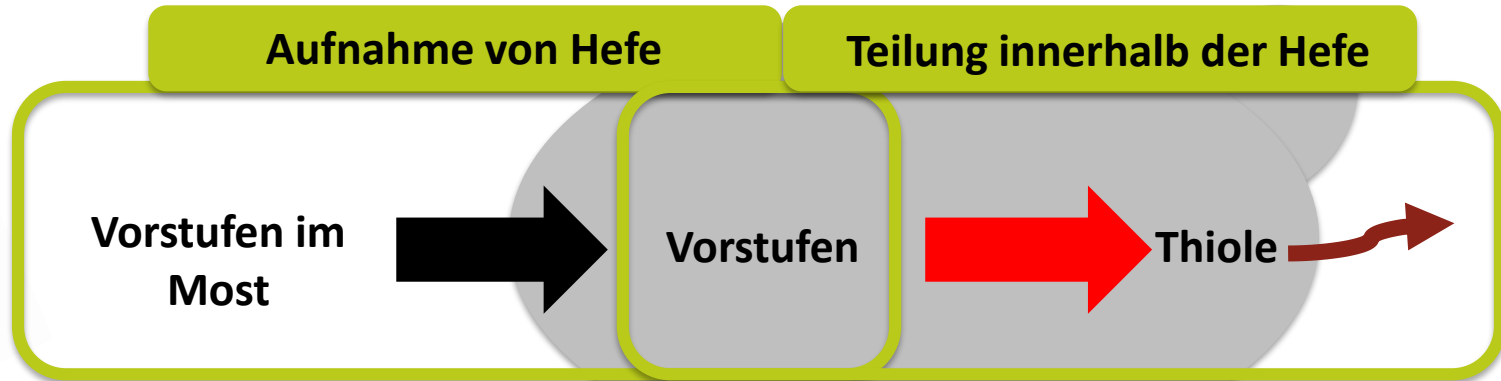 Aufnahme von Hefe
Teilung innerhalb der Hefe
Vorstufen im
Most
Vorstufen
Thiole